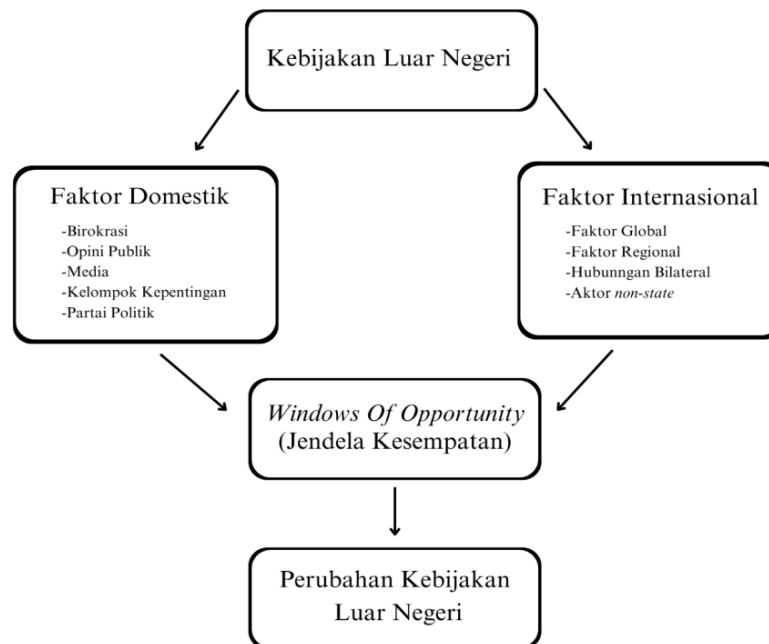 Kebijakan Luar Negeri
Faktor Domestik
-Birokrasi
-Opini Publik
-Media
-Kelompok Kepentingan
-Partai Politik
Faktor Internasional
-Faktor Global
-Faktor Regional
-Hubunngan Bilateral
-Aktor non-state
Windows Of Opportunity
(Jendela Kesempatan)
Perubahan Kebijakan
Luar Negeri